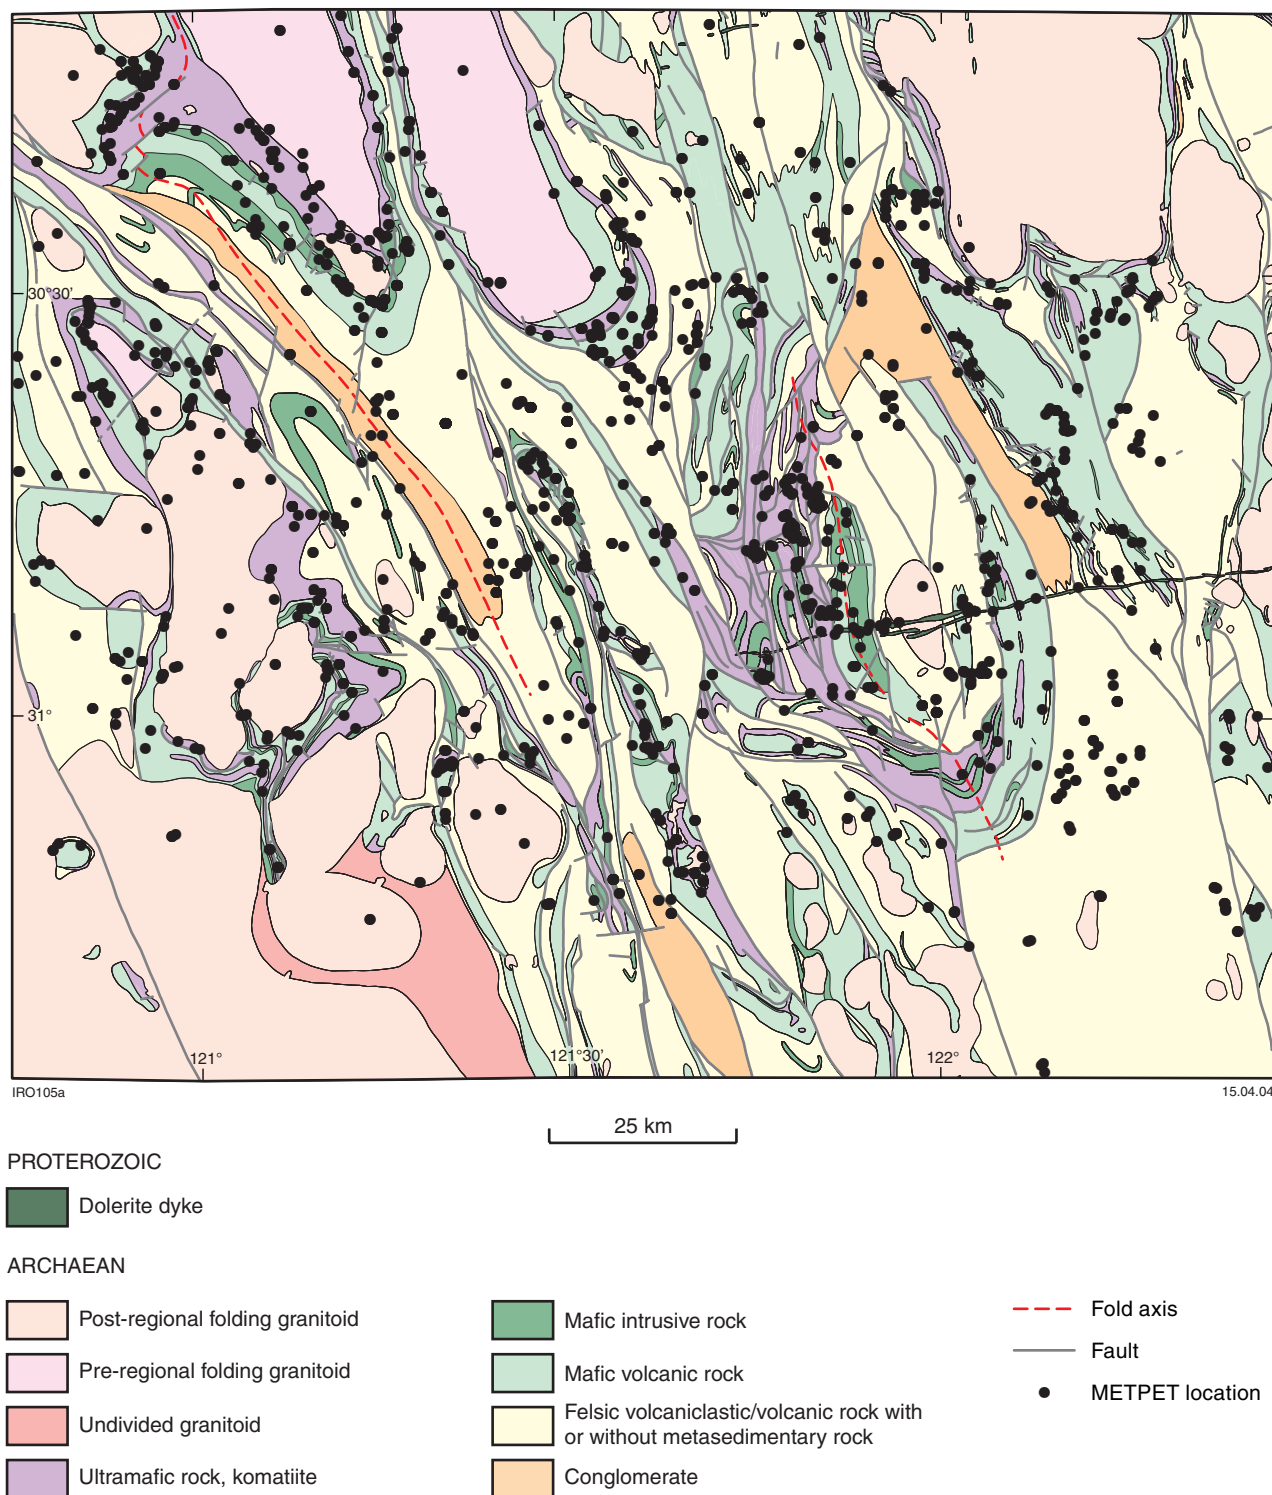 30°30'
31°
121°
121°30'
122°
IRO105a
15.04.04
25 km
PROTEROZOIC
Dolerite dyke
ARCHAEAN
Post-regional folding granitoid
Pre-regional folding granitoid
Undivided granitoid
Ultramafic rock, komatiite
Mafic intrusive rock
Mafic volcanic rock
Felsic volcaniclastic/volcanic rock with
or without metasedimentary rock
Conglomerate
Fold axis
Fault
METPET location